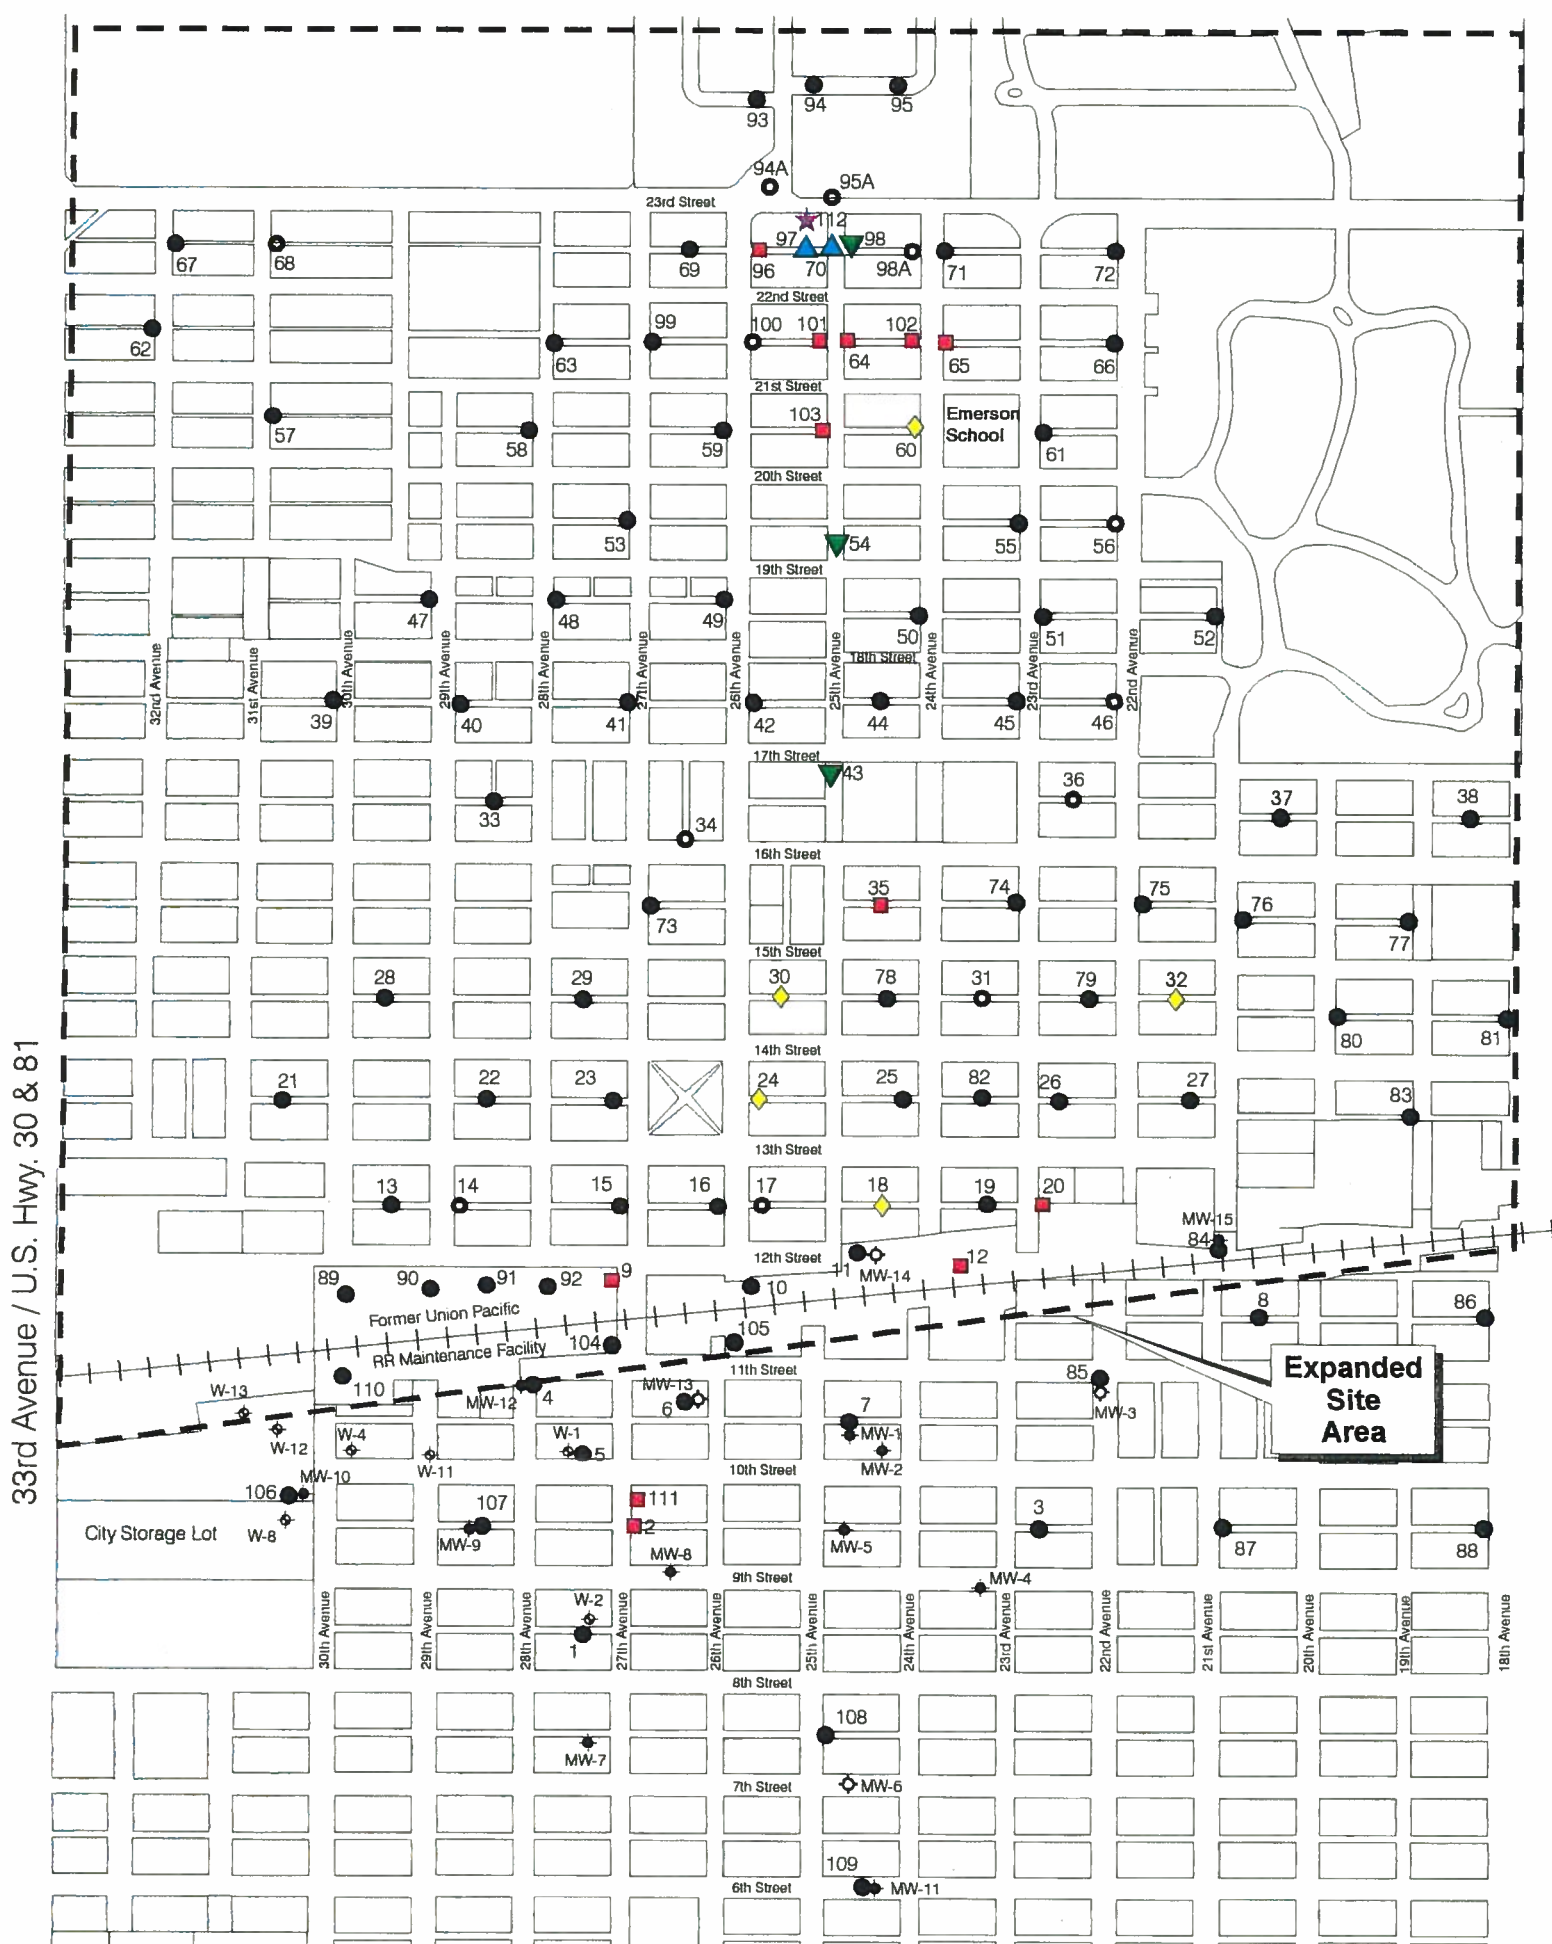 94
95
93
94A
95A
23rd Street
112
97
98
67
68
69
96
70
98A
71
72
22nd Street
62
99
100
101
102
63
64
65
66
21st Street
57
58
59
103
60
Emerson
School
61
20th Street
53
54
55
56
19th Street
47
48
49
50
51
52
18th Street
32nd Avenue
31st Avenue
30th Avenue
29th Avenue
28th Avenue
27th Avenue
26th Avenue
25th Avenue
24th Avenue
23rd Avenue
22nd Avenue
39
40
41
42
44
45
46
17th Street
43
33
34
36
37
38
16th Street
73
35
74
75
76
77
15th Street
28
29
30
78
31
79
32
80
81
14th Street
21
22
23
24
25
82
26
27
83
13th Street
13
14
15
16
17
18
19
20
MW-15
84
12th Street
11
MW-14
12
89
90
91
92
9
10
Former Union Pacific
RR Maintenance Facility
104
105
8
86
11th Street
110
MW-12
4
MW-13
6
7
85
MW-3
Expanded
Site
Area
W-13
W-12
W-4
W-11
W-1
5
MW-1
MW-2
10th Street
33rd Avenue / U.S. Hwy. 30 & 81
106
MW-10
W-8
City Storage Lot
107
MW-9
111
2
MW-8
MW-5
3
87
88
9th Street
MW-4
W-2
1
30th Avenue
29th Avenue
28th Avenue
27th Avenue
26th Avenue
25th Avenue
24th Avenue
23rd Avenue
22nd Avenue
21st Avenue
20th Avenue
19th Avenue
18th Avenue
8th Street
108
MW-7
7th Street
MW-6
109
6th Street
MW-11